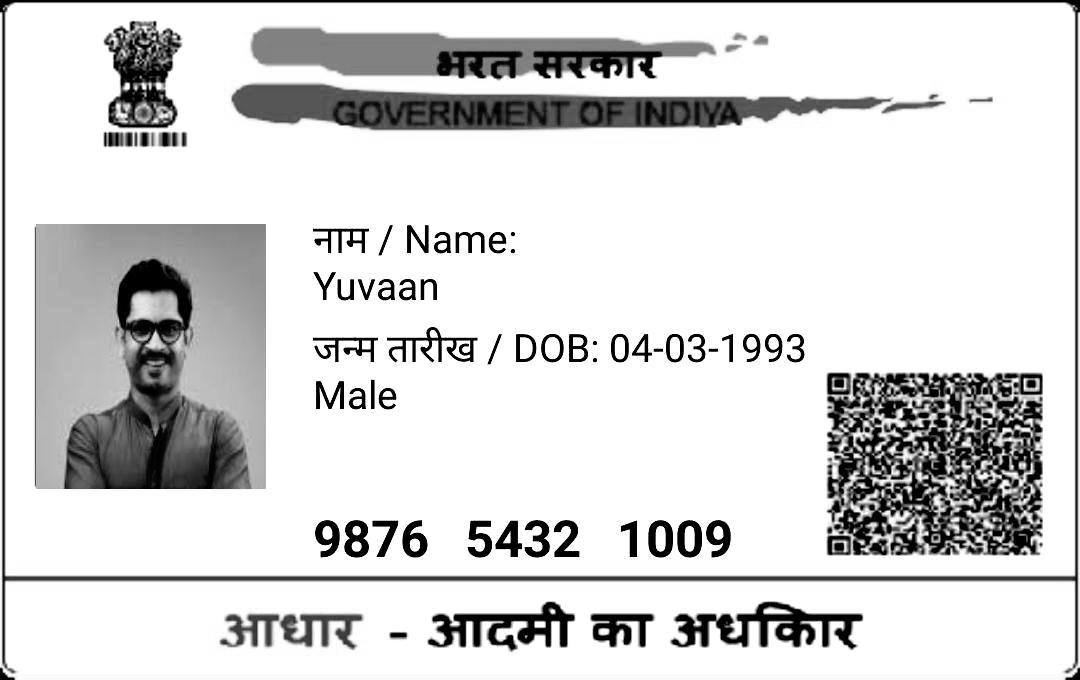 भरत सरकार
GOVERNMENT OF INDIYA
नाम / Name:
Yuvaan
जन्म तारीख / DOB: 04-03-1993
Male
9876 5432 1009
आधार - आदमी का अधकिार